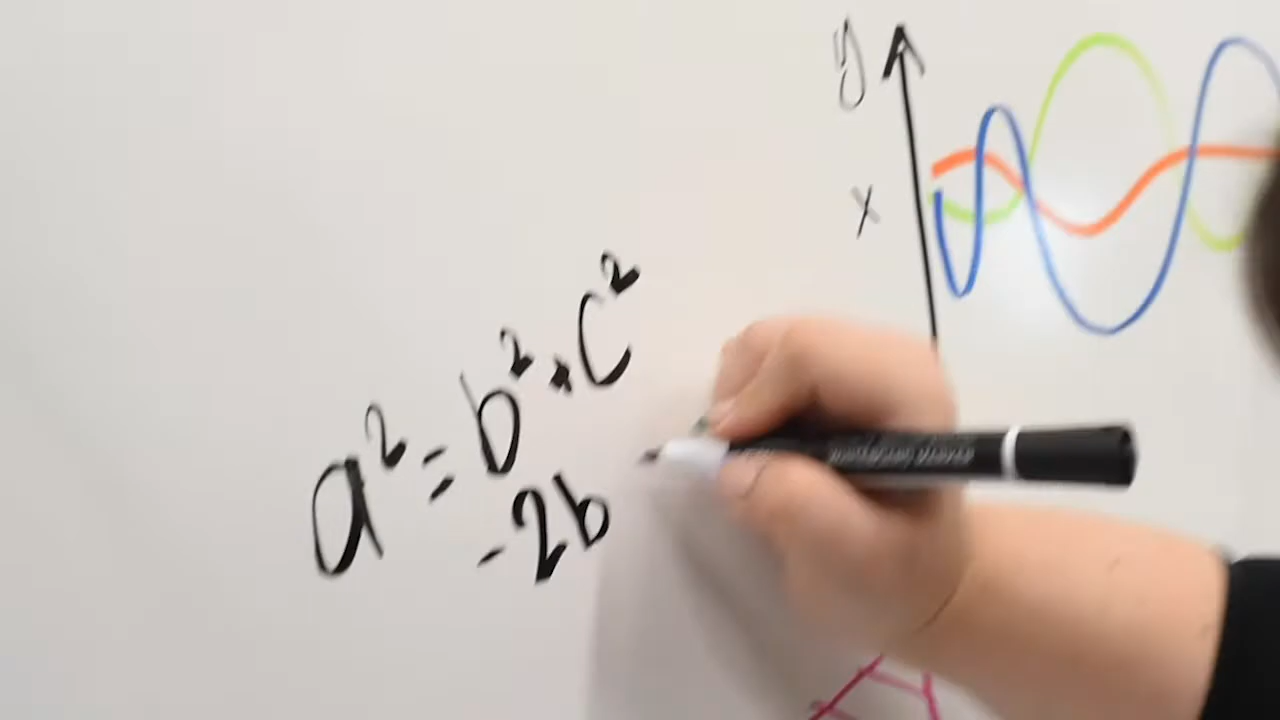 y
x
a² = b² · c²
- 2b